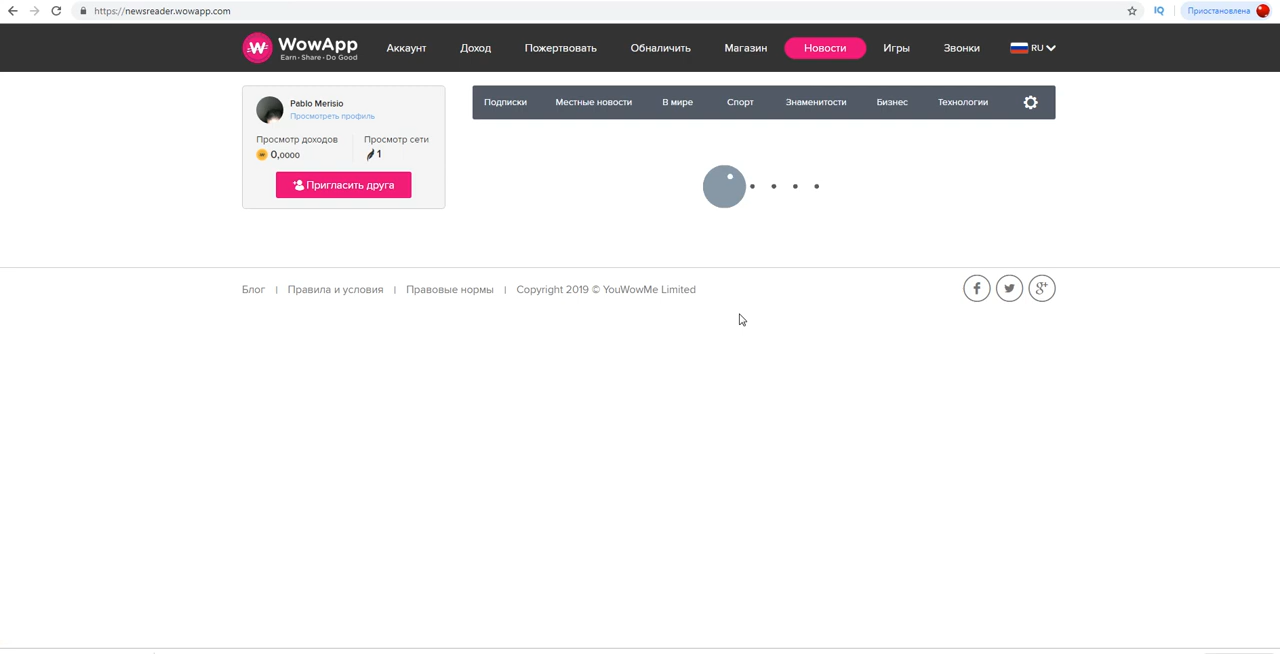 https://newsreader.wowapp.com
IQ
Приостановлена
W
WowApp
Earn · Share · Do Good
Аккаунт
Доход
Пожертвовать
Обналичить
Магазин
Новости
Игры
Звонки
RU
Pablo Merisio
Просмотреть профиль
Просмотр доходов
Просмотр сети
0,0000
1
Пригласить друга
Подписки
Местные новости
В мире
Спорт
Знаменитости
Бизнес
Технологии
Блог | Правила и условия | Правовые нормы | Copyright 2019 © YouWowMe Limited